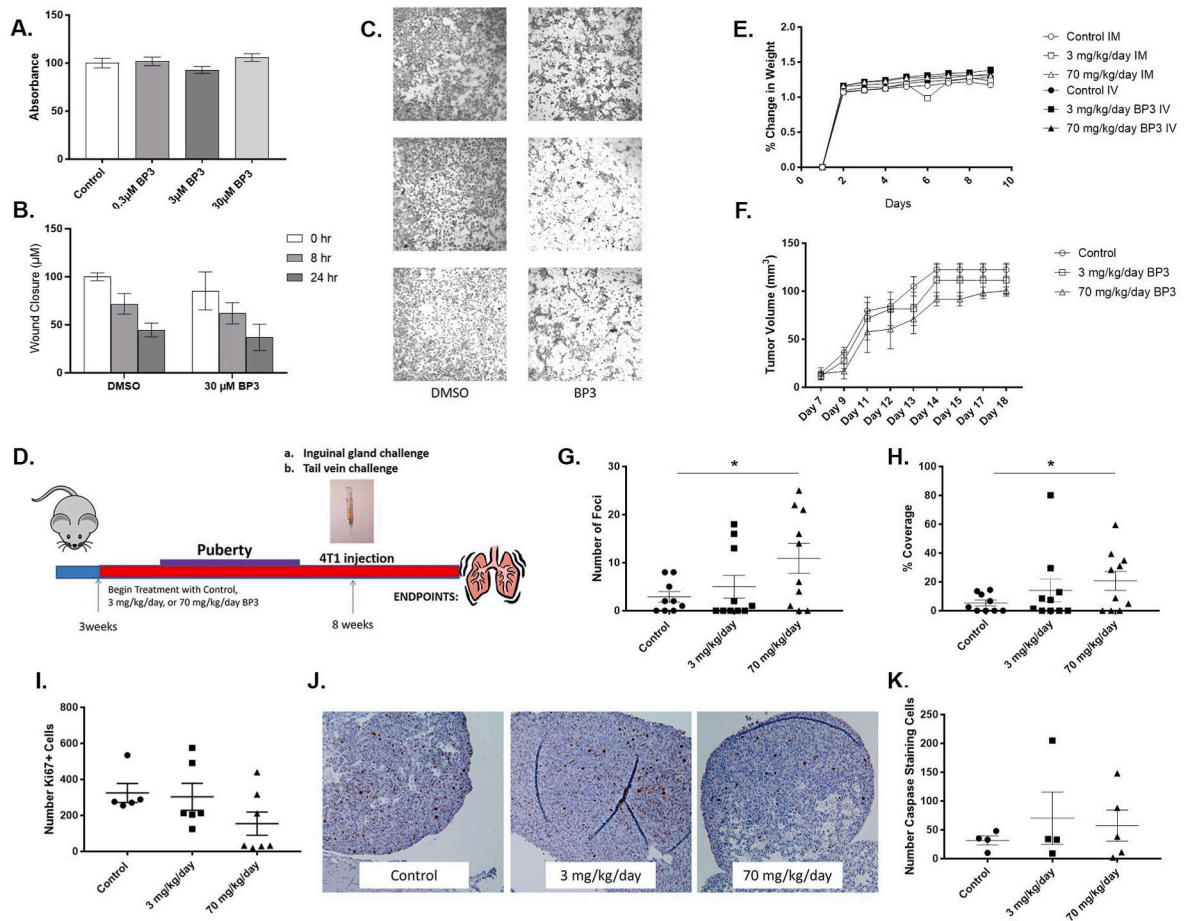 A.
150
100
50
0
Absorbance
Control
0.3µM BP3
3µM BP3
30µM BP3
B.
150
100
50
0
Wound Closure (µM)
DMSO
30 µM BP3
0 hr
8 hr
24 hr
C.
DMSO
BP3
E.
2.0
1.5
1.0
0.5
0.0
% Change in Weight
0
2
4
6
8
10
Days
Control IM
3 mg/kg/day IM
70 mg/kg/day IM
Control IV
3 mg/kg/day BP3 IV
70 mg/kg/day BP3 IV
F.
150
100
50
0
Tumor Volume (mm³)
Day 7
Day 9
Day 11
Day 12
Day 13
Day 14
Day 15
Day 17
Day 18
Control
3 mg/kg/day BP3
70 mg/kg/day BP3
D.
a. Inguinal gland challenge
b. Tail vein challenge
Puberty
4T1 injection
Begin Treatment with Control,
3 mg/kg/day, or 70 mg/kg/day BP3
ENDPOINTS:
3weeks
8 weeks
G.
30
20
10
0
Number of Foci
*
Control
3 mg/kg/day
70 mg/kg/day
H.
100
80
60
40
20
0
% Coverage
*
Control
3 mg/kg/day
70 mg/kg/day
I.
800
600
400
200
0
Number Ki67+ Cells
Control
3 mg/kg/day
70 mg/kg/day
J.
Control
3 mg/kg/day
70 mg/kg/day
K.
250
200
150
100
50
0
Number Caspase Staining Cells
Control
3 mg/kg/day
70 mg/kg/day